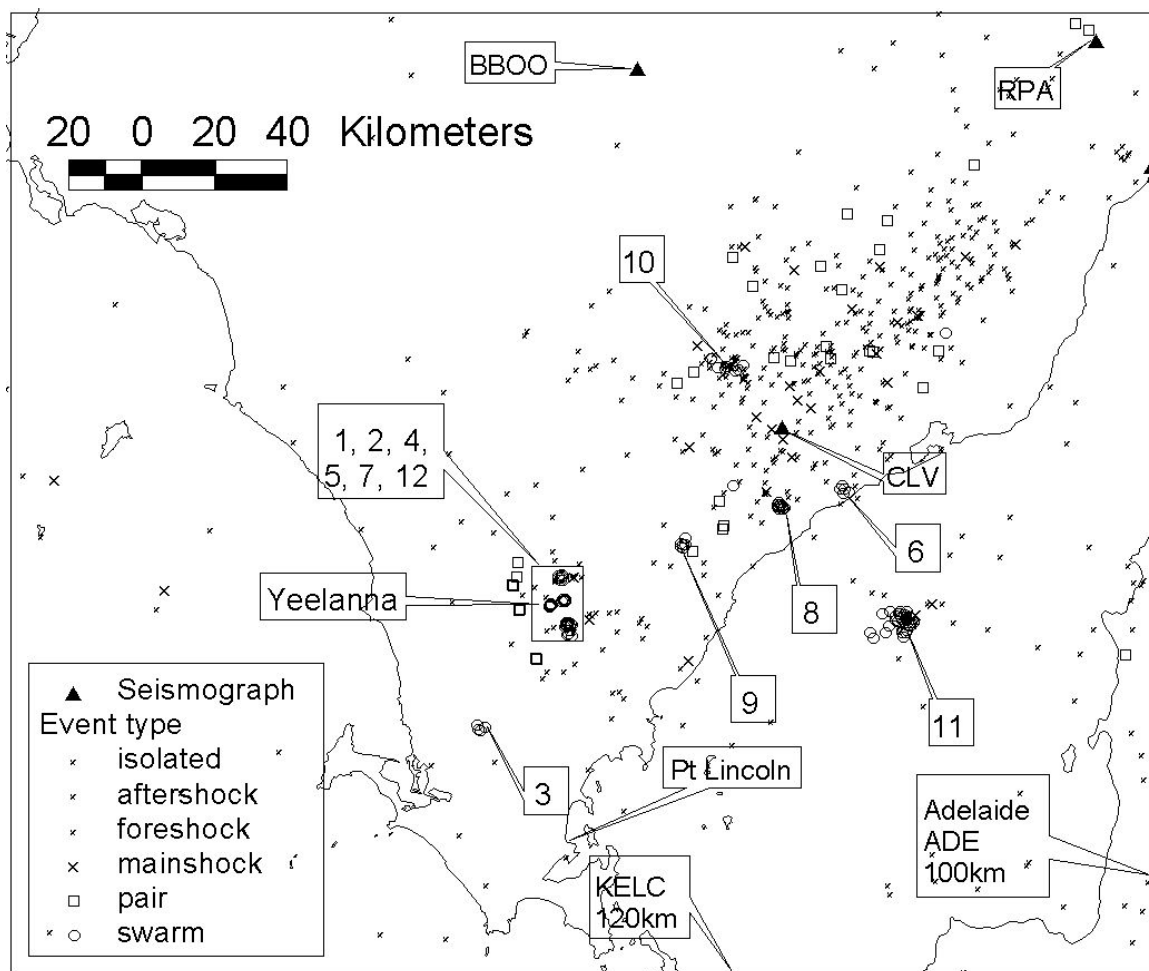 BBOO
RPA
20 0 20 40 Kilometers
10
1, 2, 4,
5, 7, 12
CLV
6
Yeelanna
8
9
11
3
Pt Lincoln
Adelaide
ADE
100km
KELC
120km
Seismograph
Event type
isolated
aftershock
foreshock
mainshock
pair
swarm